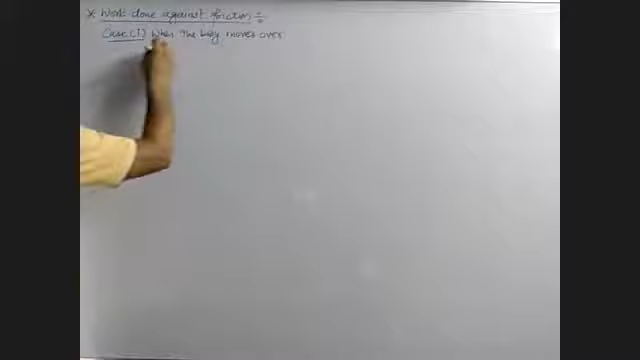 * Work done against friction ÷
Case (I) When the body moves over